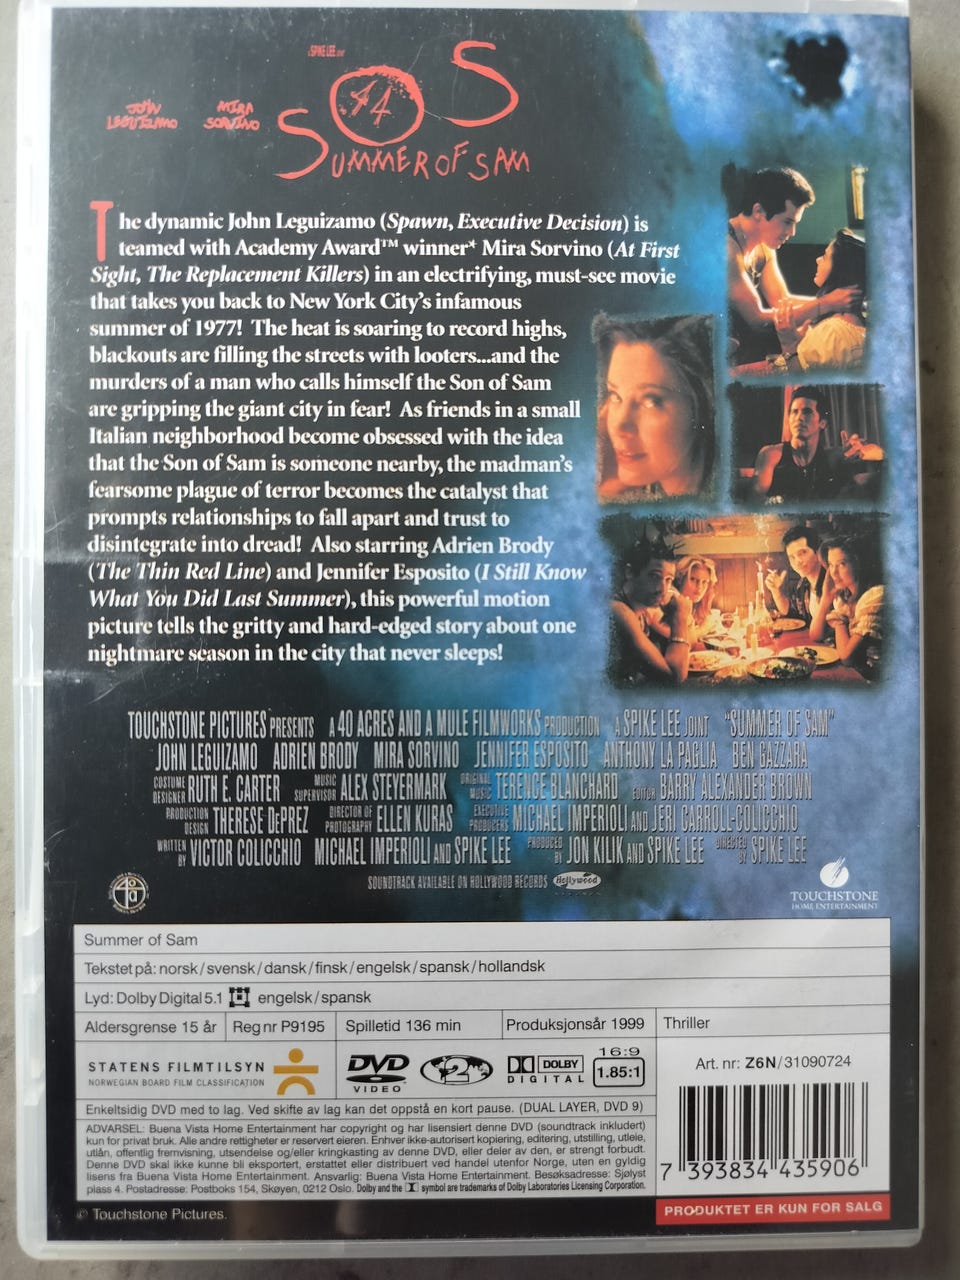 A SPIKE LEE JOINT
JOHN LEGUIZAMO
MIRA SORVINO
SOS
44
SUMMER OF SAM
The dynamic John Leguizamo (Spawn, Executive Decision) is
teamed with Academy Award™ winner* Mira Sorvino (At First
Sight, The Replacement Killers) in an electrifying, must-see movie
that takes you back to New York City's infamous
summer of 1977! The heat is soaring to record highs,
blackouts are filling the streets with looters...and the
murders of a man who calls himself the Son of Sam
are gripping the giant city in fear! As friends in a small
Italian neighborhood become obsessed with the idea
that the Son of Sam is someone nearby, the madman's
fearsome plague of terror becomes the catalyst that
prompts relationships to fall apart and trust to
disintegrate into dread! Also starring Adrien Brody
(The Thin Red Line) and Jennifer Esposito (I Still Know
What You Did Last Summer), this powerful motion
picture tells the gritty and hard-edged story about one
nightmare season in the city that never sleeps!
TOUCHSTONE PICTURES PRESENTS A 40 ACRES AND A MULE FILMWORKS PRODUCTION A SPIKE LEE JOINT "SUMMER OF SAM"
JOHN LEGUIZAMO ADRIEN BRODY MIRA SORVINO JENNIFER ESPOSITO ANTHONY LA PAGLIA BEN GAZZARA
COSTUME DESIGNER RUTH E. CARTER MUSIC SUPERVISOR ALEX STEYERMARK ORIGINAL MUSIC TERENCE BLANCHARD EDITOR BARRY ALEXANDER BROWN
PRODUCTION DESIGN THERESE DePREZ DIRECTOR OF PHOTOGRAPHY ELLEN KURAS EXECUTIVE PRODUCERS MICHAEL IMPERIOLI AND JERI CARROLL-COLICCHIO
WRITTEN BY VICTOR COLICCHIO MICHAEL IMPERIOLI AND SPIKE LEE PRODUCED BY JON KILIK AND SPIKE LEE DIRECTED BY SPIKE LEE
SOUNDTRACK AVAILABLE ON HOLLYWOOD RECORDS Hollywood
TOUCHSTONE
HOME ENTERTAINMENT
Summer of Sam
Tekstet på: norsk/svensk/dansk/finsk/engelsk/spansk/hollandsk
Lyd: Dolby Digital 5.1 engelsk/spansk
Aldersgrense 15 år Reg nr P9195 Spilletid 136 min Produksjonsår 1999 Thriller
STATENS FILMTILSYN
NORWEGIAN BOARD FILM CLASSIFICATION
DVD
VIDEO
2
DOLBY
DIGITAL
16:9
1.85:1
Art. nr: Z6N/31090724
Enkeltsidig DVD med to lag. Ved skifte av lag kan det oppstå en kort pause. (DUAL LAYER, DVD 9)
ADVARSEL: Buena Vista Home Entertainment har copyright og har lisensiert denne DVD (soundtrack inkludert)
kun for privat bruk. Alle andre rettigheter er reservert eieren. Enhver ikke-autorisert kopiering, editering, utstilling, utleie,
utlån, offentlig fremvisning, utsendelse og/eller kringkasting av denne DVD, eller deler av den, er strengt forbudt.
Denne DVD skal ikke kunne bli eksportert, erstattet eller distribuert ved handel utenfor Norge, uten en gyldig
lisens fra Buena Vista Home Entertainment. Ansvarlig: Buena Vista Home Entertainment. Besøksadresse: Sjølyst
plass 4. Postadresse: Postboks 154, Skøyen, 0212 Oslo. Dolby and the symbol are trademarks of Dolby Laboratories Licensing Corporation.
7 393834 435906
PRODUKTET ER KUN FOR SALG
© Touchstone Pictures.